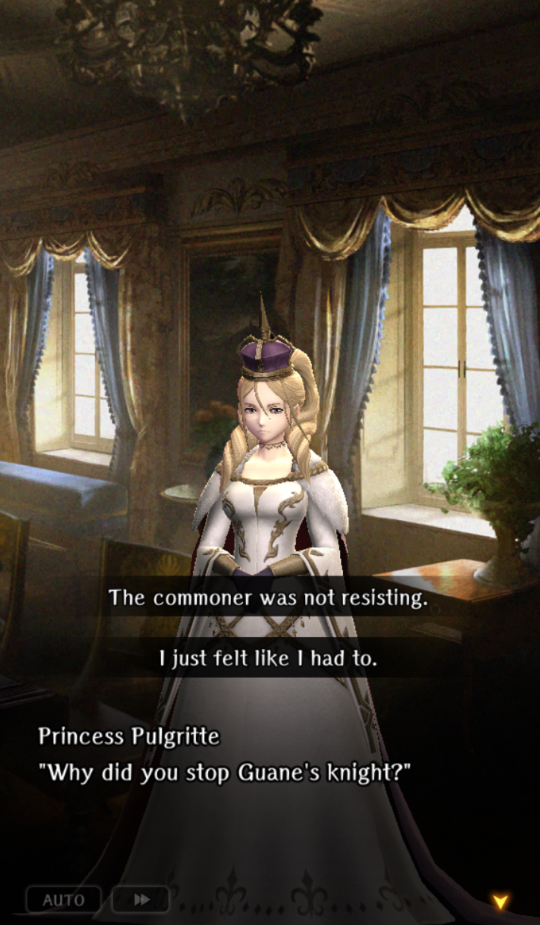 The commoner was not resisting.
I just felt like I had to.
Princess Pulgritte
"Why did you stop Guane's knight?"
AUTO